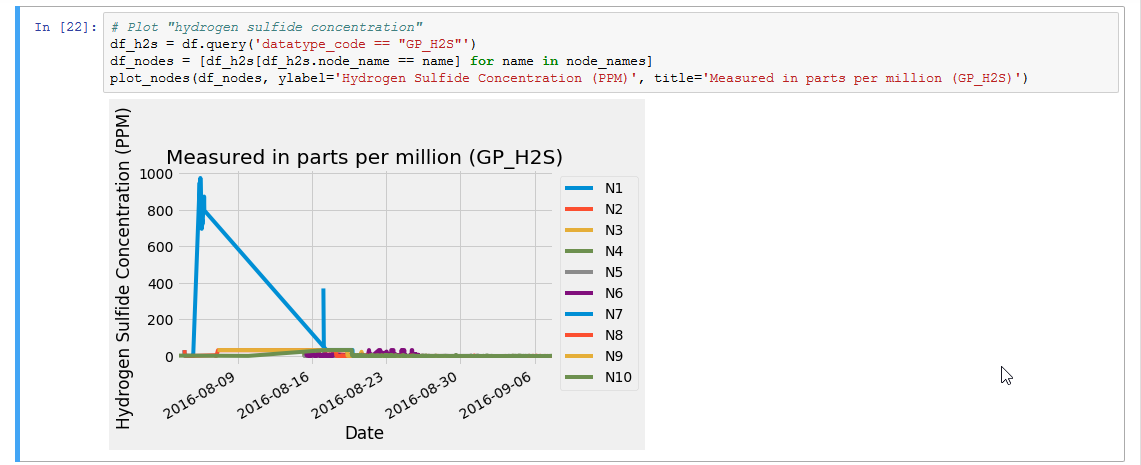 In [22]:
# Plot "hydrogen sulfide concentration"
df_h2s = df.query('datatype_code == "GP_H2S"')
df_nodes = [df_h2s[df_h2s.node_name == name] for name in node_names]
plot_nodes(df_nodes, ylabel='Hydrogen Sulfide Concentration (PPM)', title='Measured in parts per million (GP_H2S)')
Measured in parts per million (GP_H2S)
Hydrogen Sulfide Concentration (PPM)
1000
800
600
400
200
0
2016-08-09
2016-08-16
2016-08-23
2016-08-30
2016-09-06
Date
N1
N2
N3
N4
N5
N6
N7
N8
N9
N10